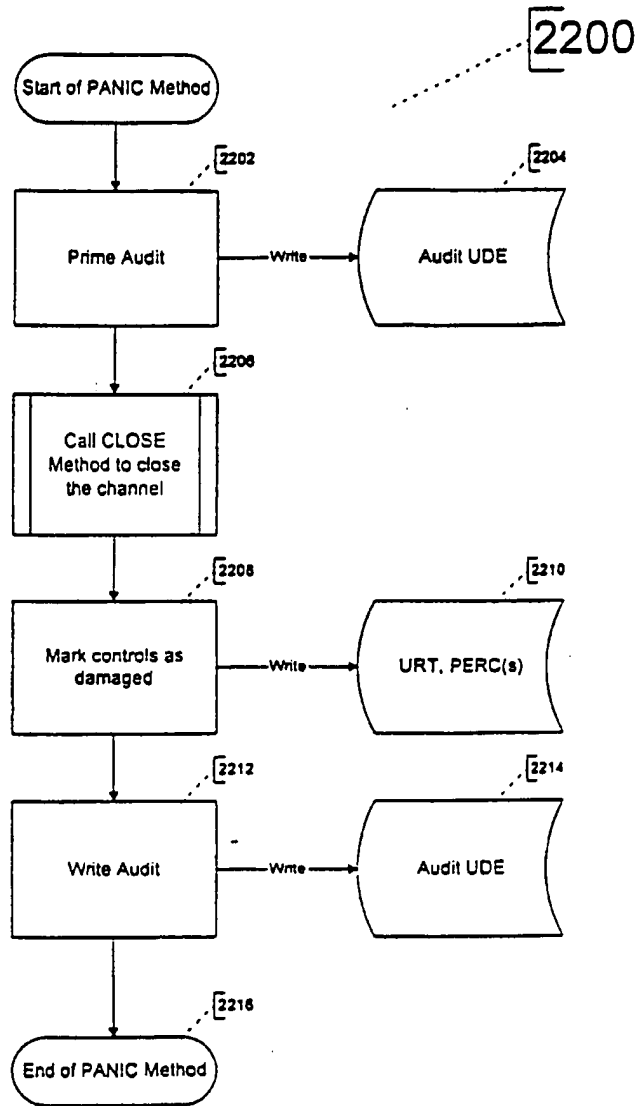 2200
Start of PANIC Method
2202
2204
Prime Audit
Write
Audit UDE
2206
Call CLOSE
Method to close
the channel
2208
2210
Mark controls as
damaged
Write
URT, PERC(s)
2212
2214
Write Audit
Write
Audit UDE
2216
End of PANIC Method